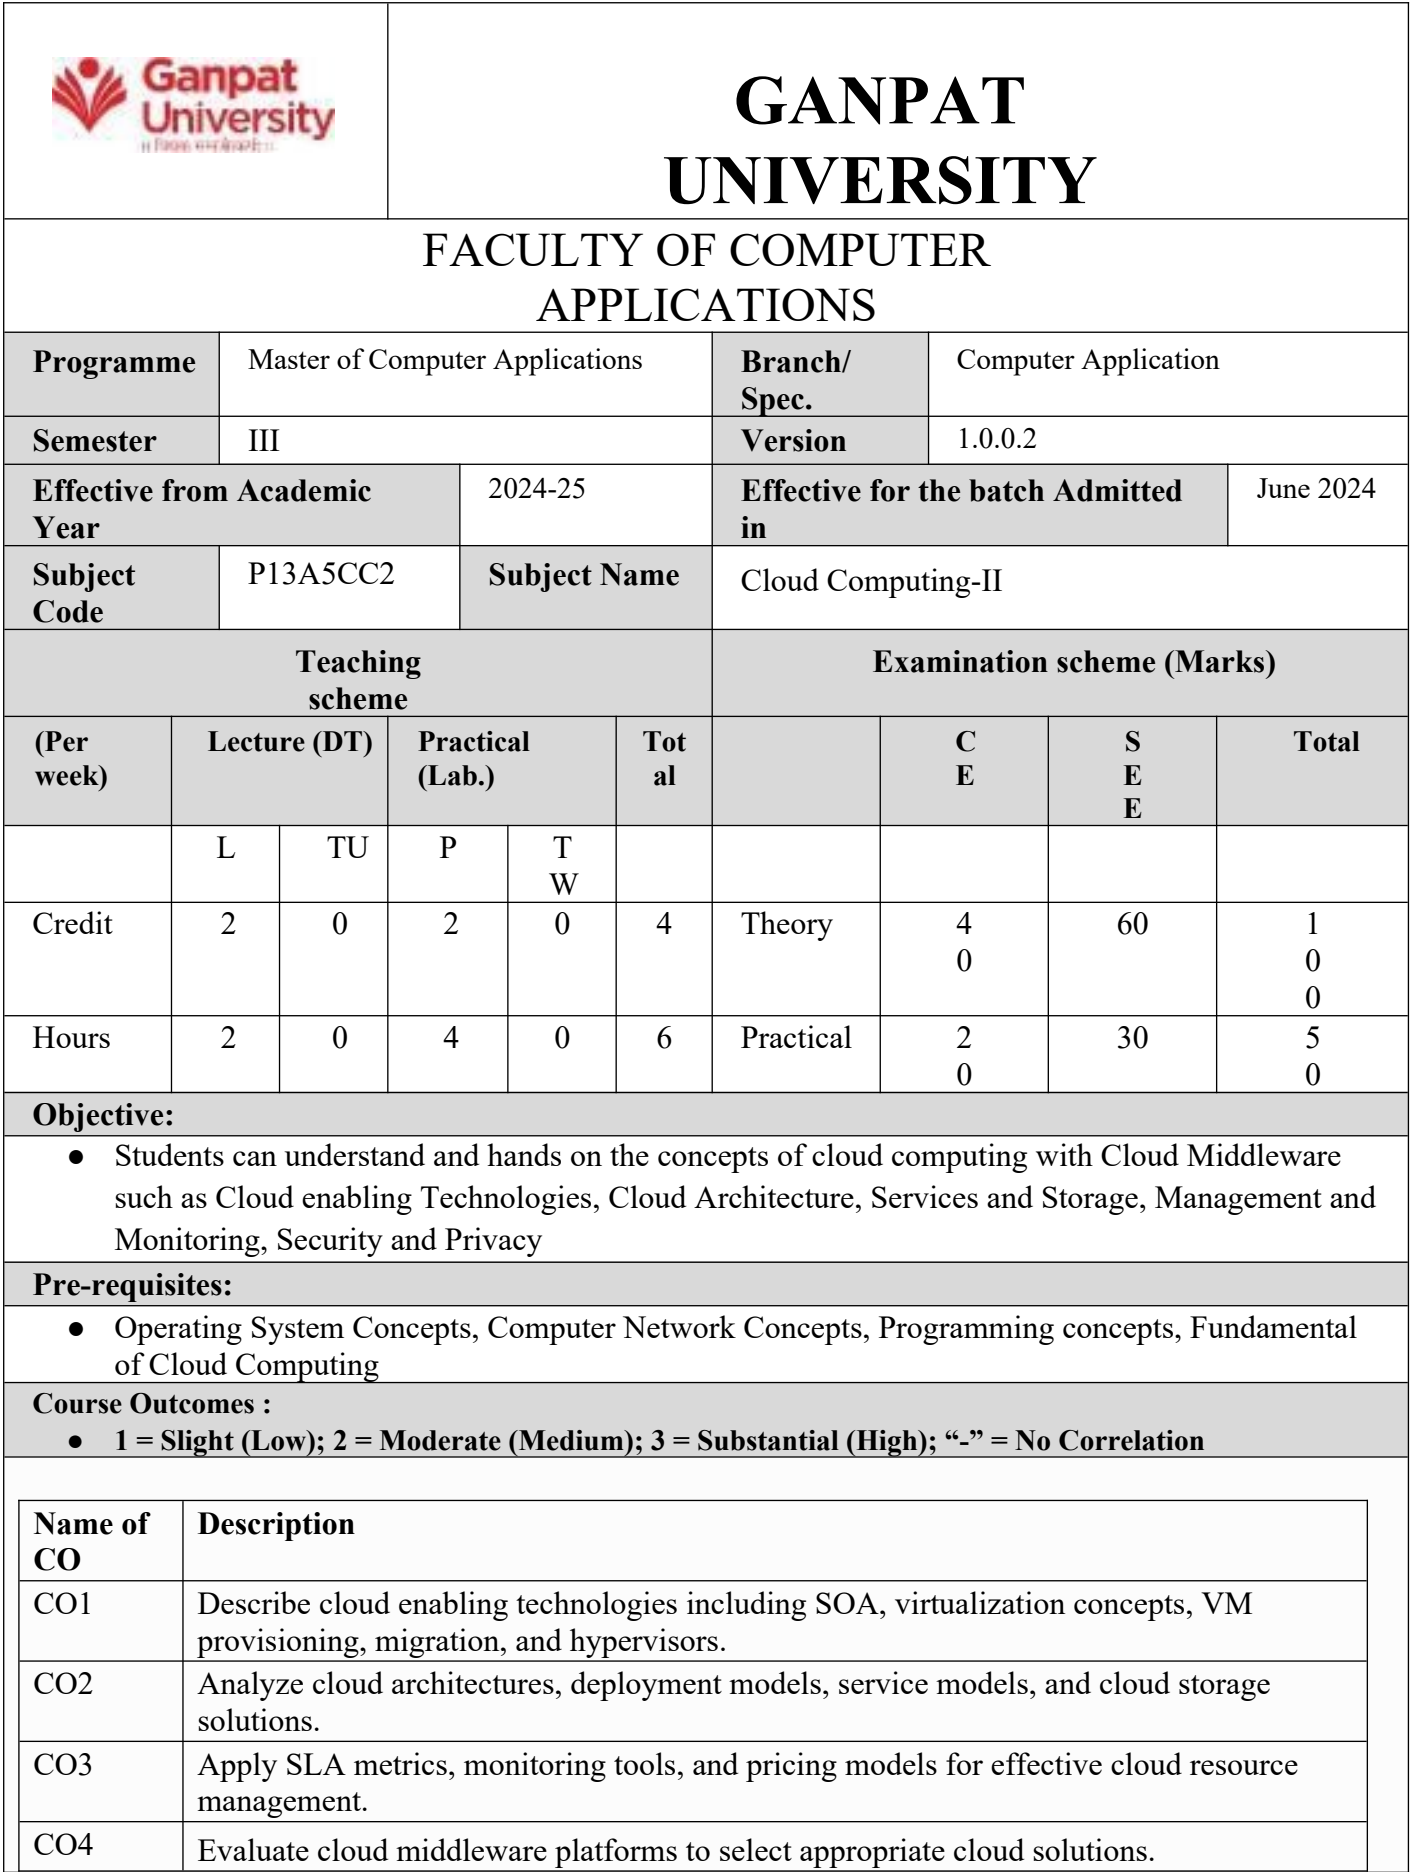 Ganpat
University
GANPAT
UNIVERSITY
FACULTY OF COMPUTER
APPLICATIONS
Programme Master of Computer Applications Branch/ Computer Application
Spec.
Semester III Version 1.0.0.2
Effective from Academic 2024-25 Effective for the batch Admitted June 2024
Year in
Subject P13A5CC2 Subject Name Cloud Computing-II
Code
Teaching Examination scheme (Marks)
scheme
(Per Lecture (DT) Practical Tot C S Total
week) (Lab.) al E E
E
L TU P T
W
Credit 2 0 2 0 4 Theory 4 60 1
0 0
0
Hours 2 0 4 0 6 Practical 2 30 5
0 0
Objective:
● Students can understand and hands on the concepts of cloud computing with Cloud Middleware
such as Cloud enabling Technologies, Cloud Architecture, Services and Storage, Management and
Monitoring, Security and Privacy
Pre-requisites:
● Operating System Concepts, Computer Network Concepts, Programming concepts, Fundamental
of Cloud Computing
Course Outcomes :
● 1 = Slight (Low); 2 = Moderate (Medium); 3 = Substantial (High); “-” = No Correlation
Name of Description
CO
CO1 Describe cloud enabling technologies including SOA, virtualization concepts, VM
provisioning, migration, and hypervisors.
CO2 Analyze cloud architectures, deployment models, service models, and cloud storage
solutions.
CO3 Apply SLA metrics, monitoring tools, and pricing models for effective cloud resource
management.
CO4 Evaluate cloud middleware platforms to select appropriate cloud solutions.